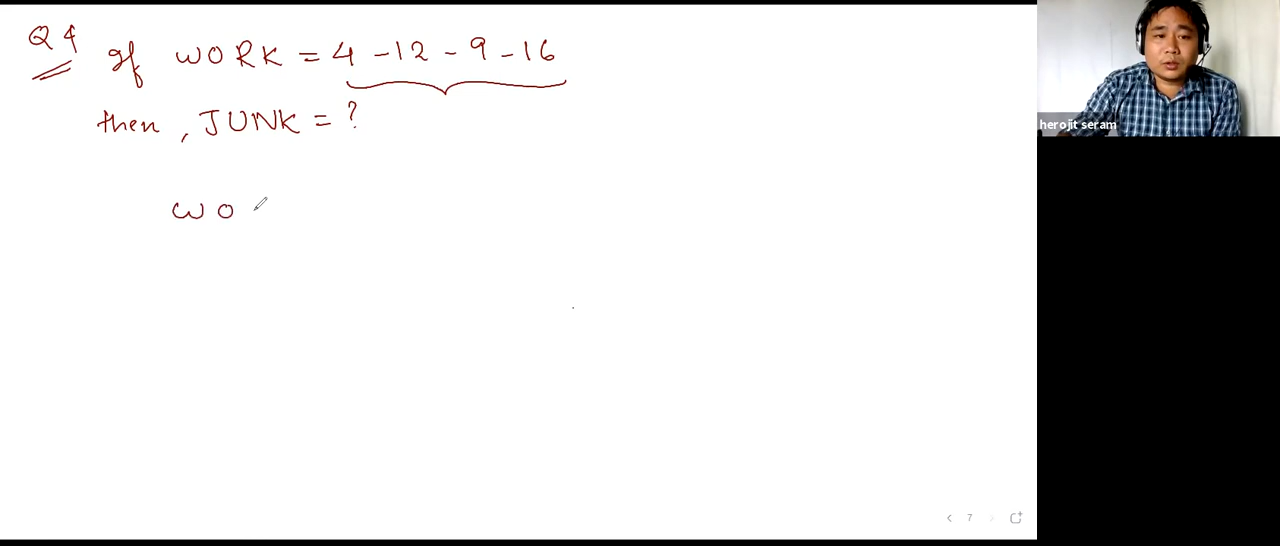 Q4 If WORK = 4 - 12 - 9 - 16
then, JUNK = ?
WO
herojit seram
7